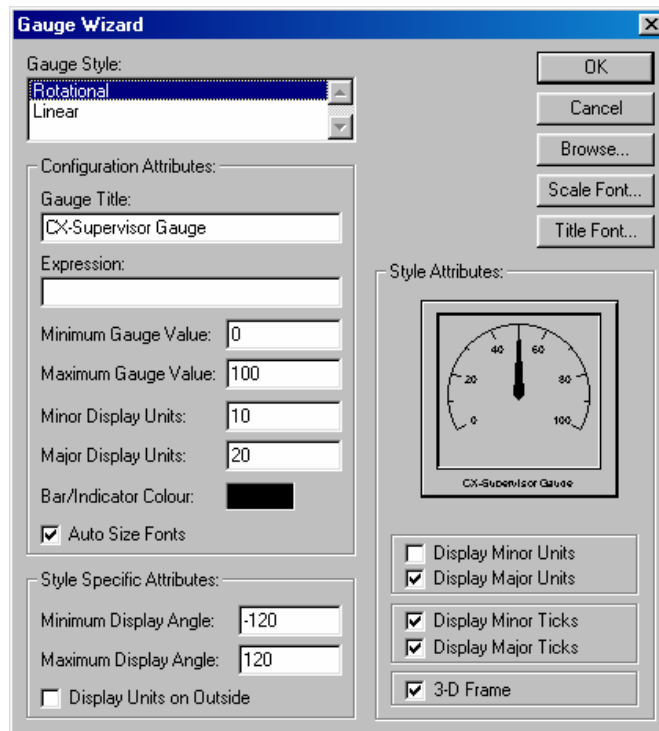 Gauge Wizard
Gauge Style:
Rotational
Linear
OK
Cancel
Browse...
Scale Font...
Title Font...
Configuration Attributes:
Gauge Title:
CX-Supervisor Gauge
Expression:
Minimum Gauge Value: 0
Maximum Gauge Value: 100
Minor Display Units: 10
Major Display Units: 20
Bar/Indicator Colour:
Auto Size Fonts
Style Specific Attributes:
Minimum Display Angle: -120
Maximum Display Angle: 120
Display Units on Outside
Style Attributes:
40 60
20 80
0 100
CX-Supervisor Gauge
Display Minor Units
Display Major Units
Display Minor Ticks
Display Major Ticks
3-D Frame